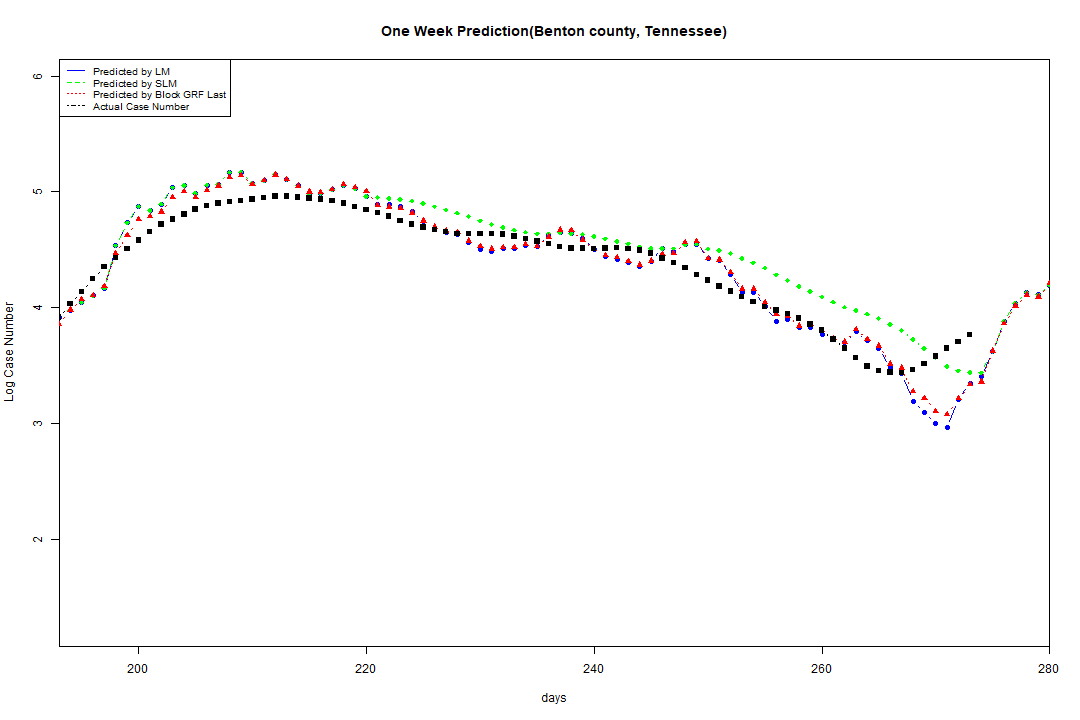 One Week Prediction(Benton county, Tennessee)
Predicted by LM
Predicted by SLM
Predicted by Block GRF Last
Actual Case Number
6
5
4
3
2
Log Case Number
200 220 240 260 280
days